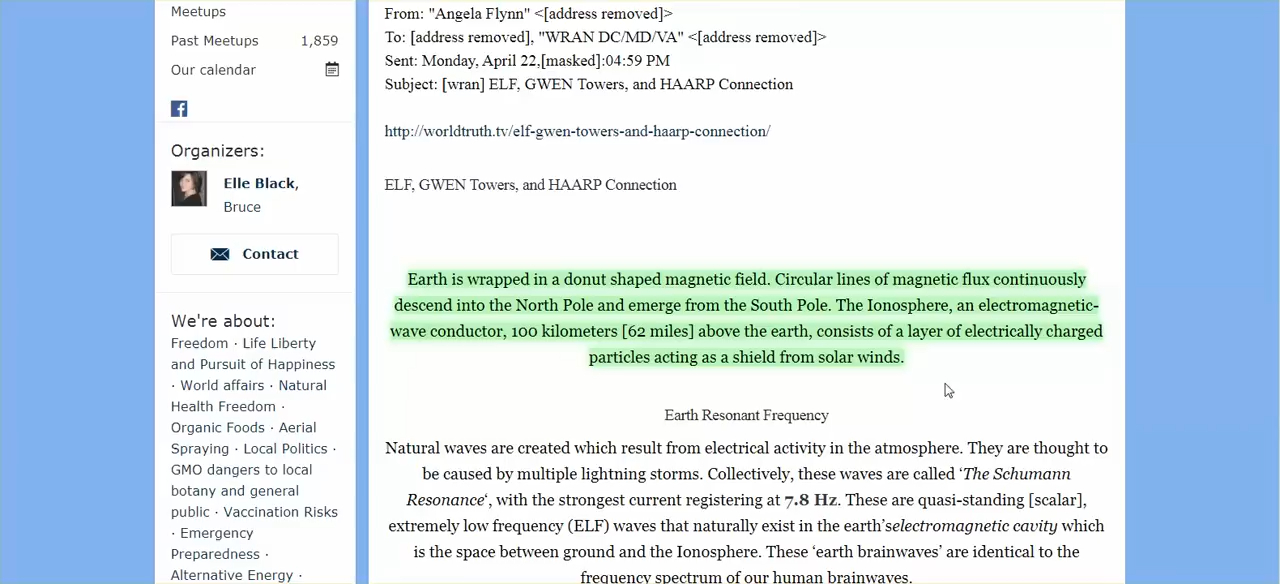 Meetups
Past Meetups 1,859
Our calendar
Organizers:
Elle Black,
Bruce
Contact
We're about:
Freedom · Life Liberty
and Pursuit of Happiness
· World affairs · Natural
Health Freedom ·
Organic Foods · Aerial
Spraying · Local Politics ·
GMO dangers to local
botany and general
public · Vaccination Risks
· Emergency
Preparedness ·
Alternative Energy ·
From: "Angela Flynn" <[address removed]>
To: [address removed], "WRAN DC/MD/VA" <[address removed]>
Sent: Monday, April 22,[masked]:04:59 PM
Subject: [wran] ELF, GWEN Towers, and HAARP Connection
http://worldtruth.tv/elf-gwen-towers-and-haarp-connection/
ELF, GWEN Towers, and HAARP Connection
Earth is wrapped in a donut shaped magnetic field. Circular lines of magnetic flux continuously
descend into the North Pole and emerge from the South Pole. The Ionosphere, an electromagnetic-
wave conductor, 100 kilometers [62 miles] above the earth, consists of a layer of electrically charged
particles acting as a shield from solar winds.
Earth Resonant Frequency
Natural waves are created which result from electrical activity in the atmosphere. They are thought to
be caused by multiple lightning storms. Collectively, these waves are called ‘The Schumann
Resonance‘, with the strongest current registering at 7.8 Hz. These are quasi-standing [scalar],
extremely low frequency (ELF) waves that naturally exist in the earth’selectromagnetic cavity which
is the space between ground and the Ionosphere. These ‘earth brainwaves’ are identical to the
frequency spectrum of our human brainwaves.